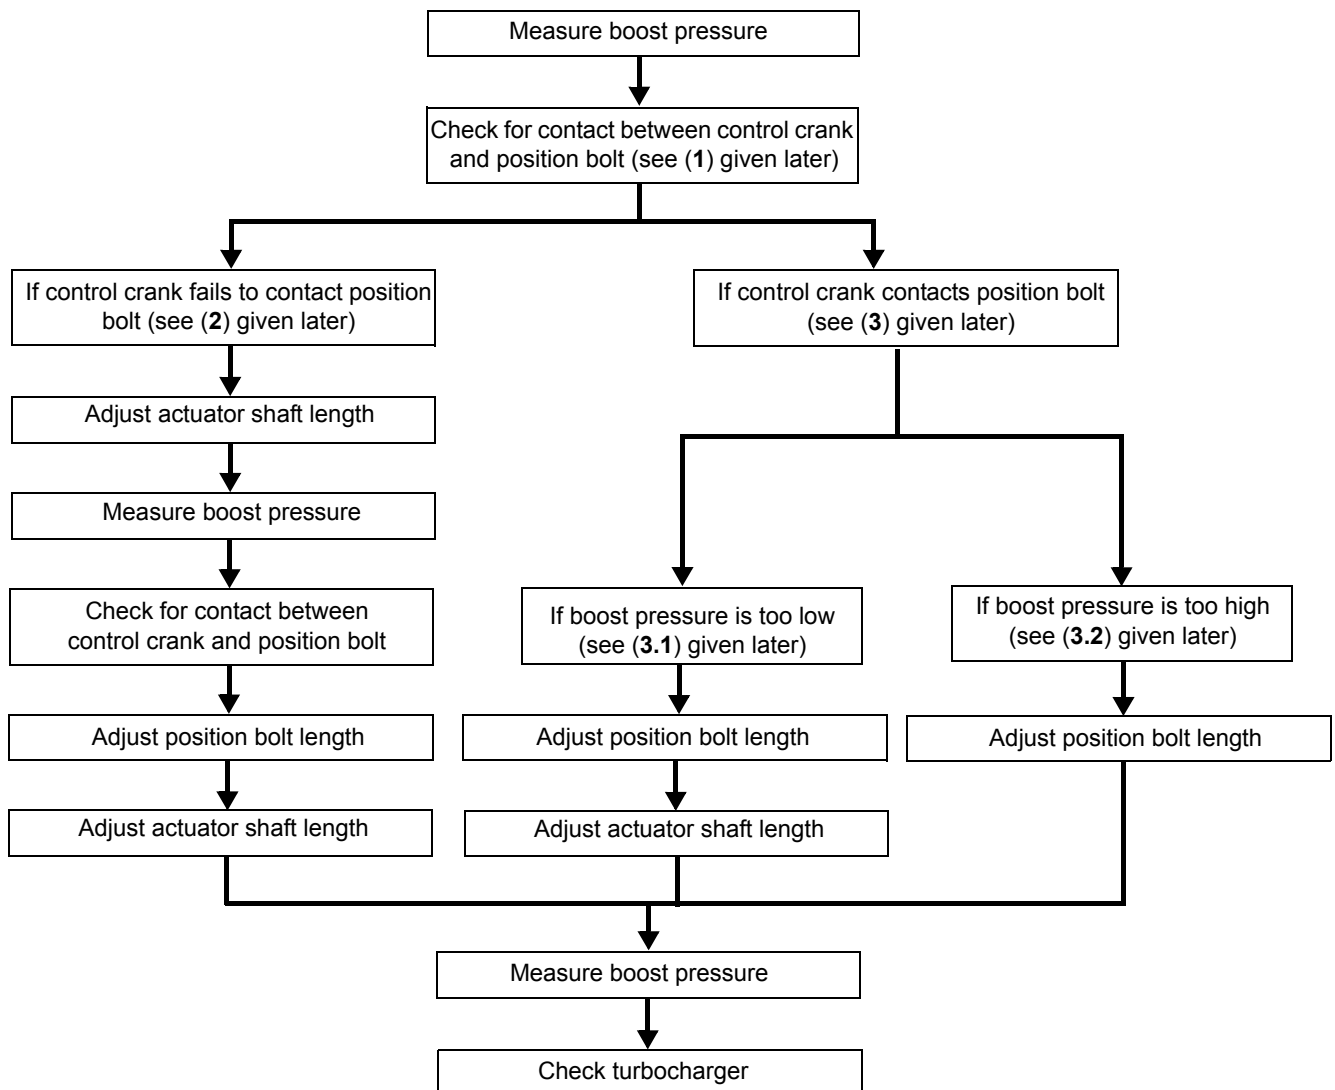 Measure boost pressure
Check for contact between control crank
and position bolt (see (1) given later)
If control crank fails to contact position
bolt (see (2) given later)
If control crank contacts position bolt
(see (3) given later)
Adjust actuator shaft length
Measure boost pressure
Check for contact between
control crank and position bolt
If boost pressure is too low
(see (3.1) given later)
If boost pressure is too high
(see (3.2) given later)
Adjust position bolt length
Adjust position bolt length
Adjust position bolt length
Adjust actuator shaft length
Adjust actuator shaft length
Measure boost pressure
Check turbocharger